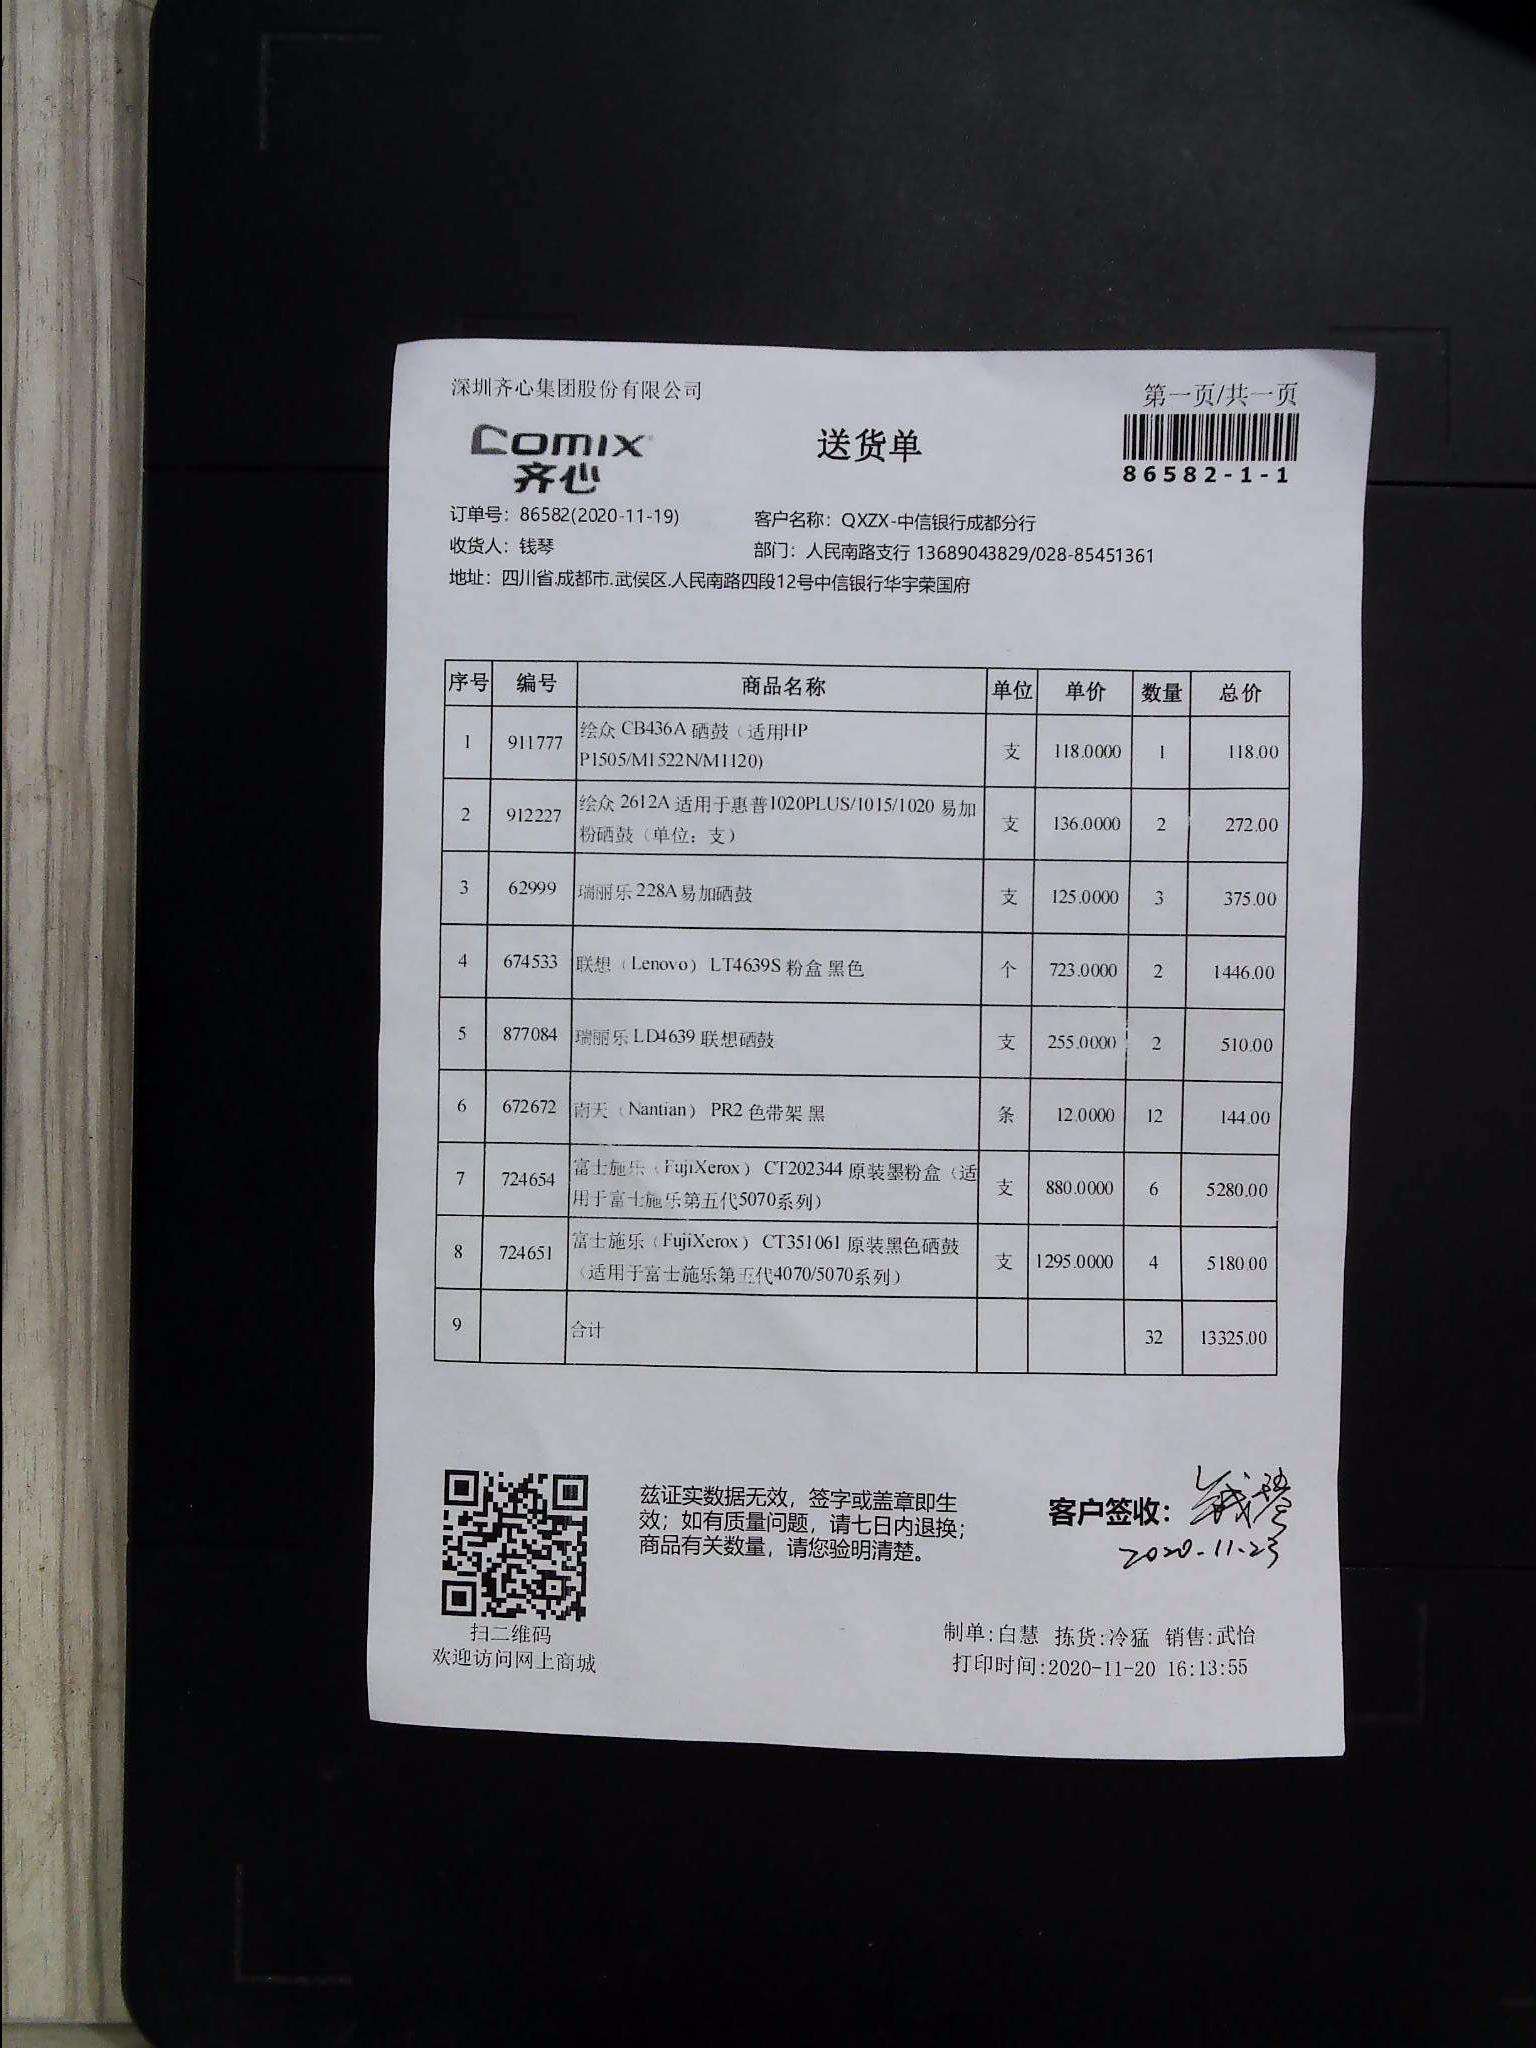 深圳齐心集团股份有限公司
第一页/共一页
COMIX
齐心
送货单
86582-1-1
订单号：86582(2020-11-19) 客户名称：QXZX-中信银行成都分行
收货人：钱琴 部门：人民南路支行 13689043829/028-85451361
地址：四川省.成都市.武侯区.人民南路四段12号中信银行华宇荣国府
序号 编号 商品名称 单位 单价 数量 总价
1 911777 绘众 CB436A 硒鼓（适用HP P1505/M1522N/M1120) 支 118.0000 1 118.00
2 912227 绘众 2612A 适用于惠普1020PLUS/1015/1020 易加粉硒鼓（单位：支） 支 136.0000 2 272.00
3 62999 瑞丽乐 228A易加硒鼓 支 125.0000 3 375.00
4 674533 联想（Lenovo） LT4639S 粉盒 黑色 个 723.0000 2 1446.00
5 877084 瑞丽乐 LD4639 联想硒鼓 支 255.0000 2 510.00
6 672672 南天（Nantian） PR2 色带架 黑 条 12.0000 12 144.00
7 724654 富士施乐（FujiXerox） CT202344 原装墨粉盒（适用于富士施乐第五代5070系列） 支 880.0000 6 5280.00
8 724651 富士施乐（FujiXerox） CT351061 原装黑色硒鼓（适用于富士施乐第五代4070/5070系列） 支 1295.0000 4 5180.00
9 合计 32 13325.00
兹证实数据无效，签字或盖章即生
效；如有质量问题，请七日内退换；
商品有关数量，请您验明清楚。
客户签收：钱琴
2020.11.23
扫二维码
欢迎访问网上商城
制单:白慧 拣货:冷猛 销售:武怡
打印时间:2020-11-20 16:13:55